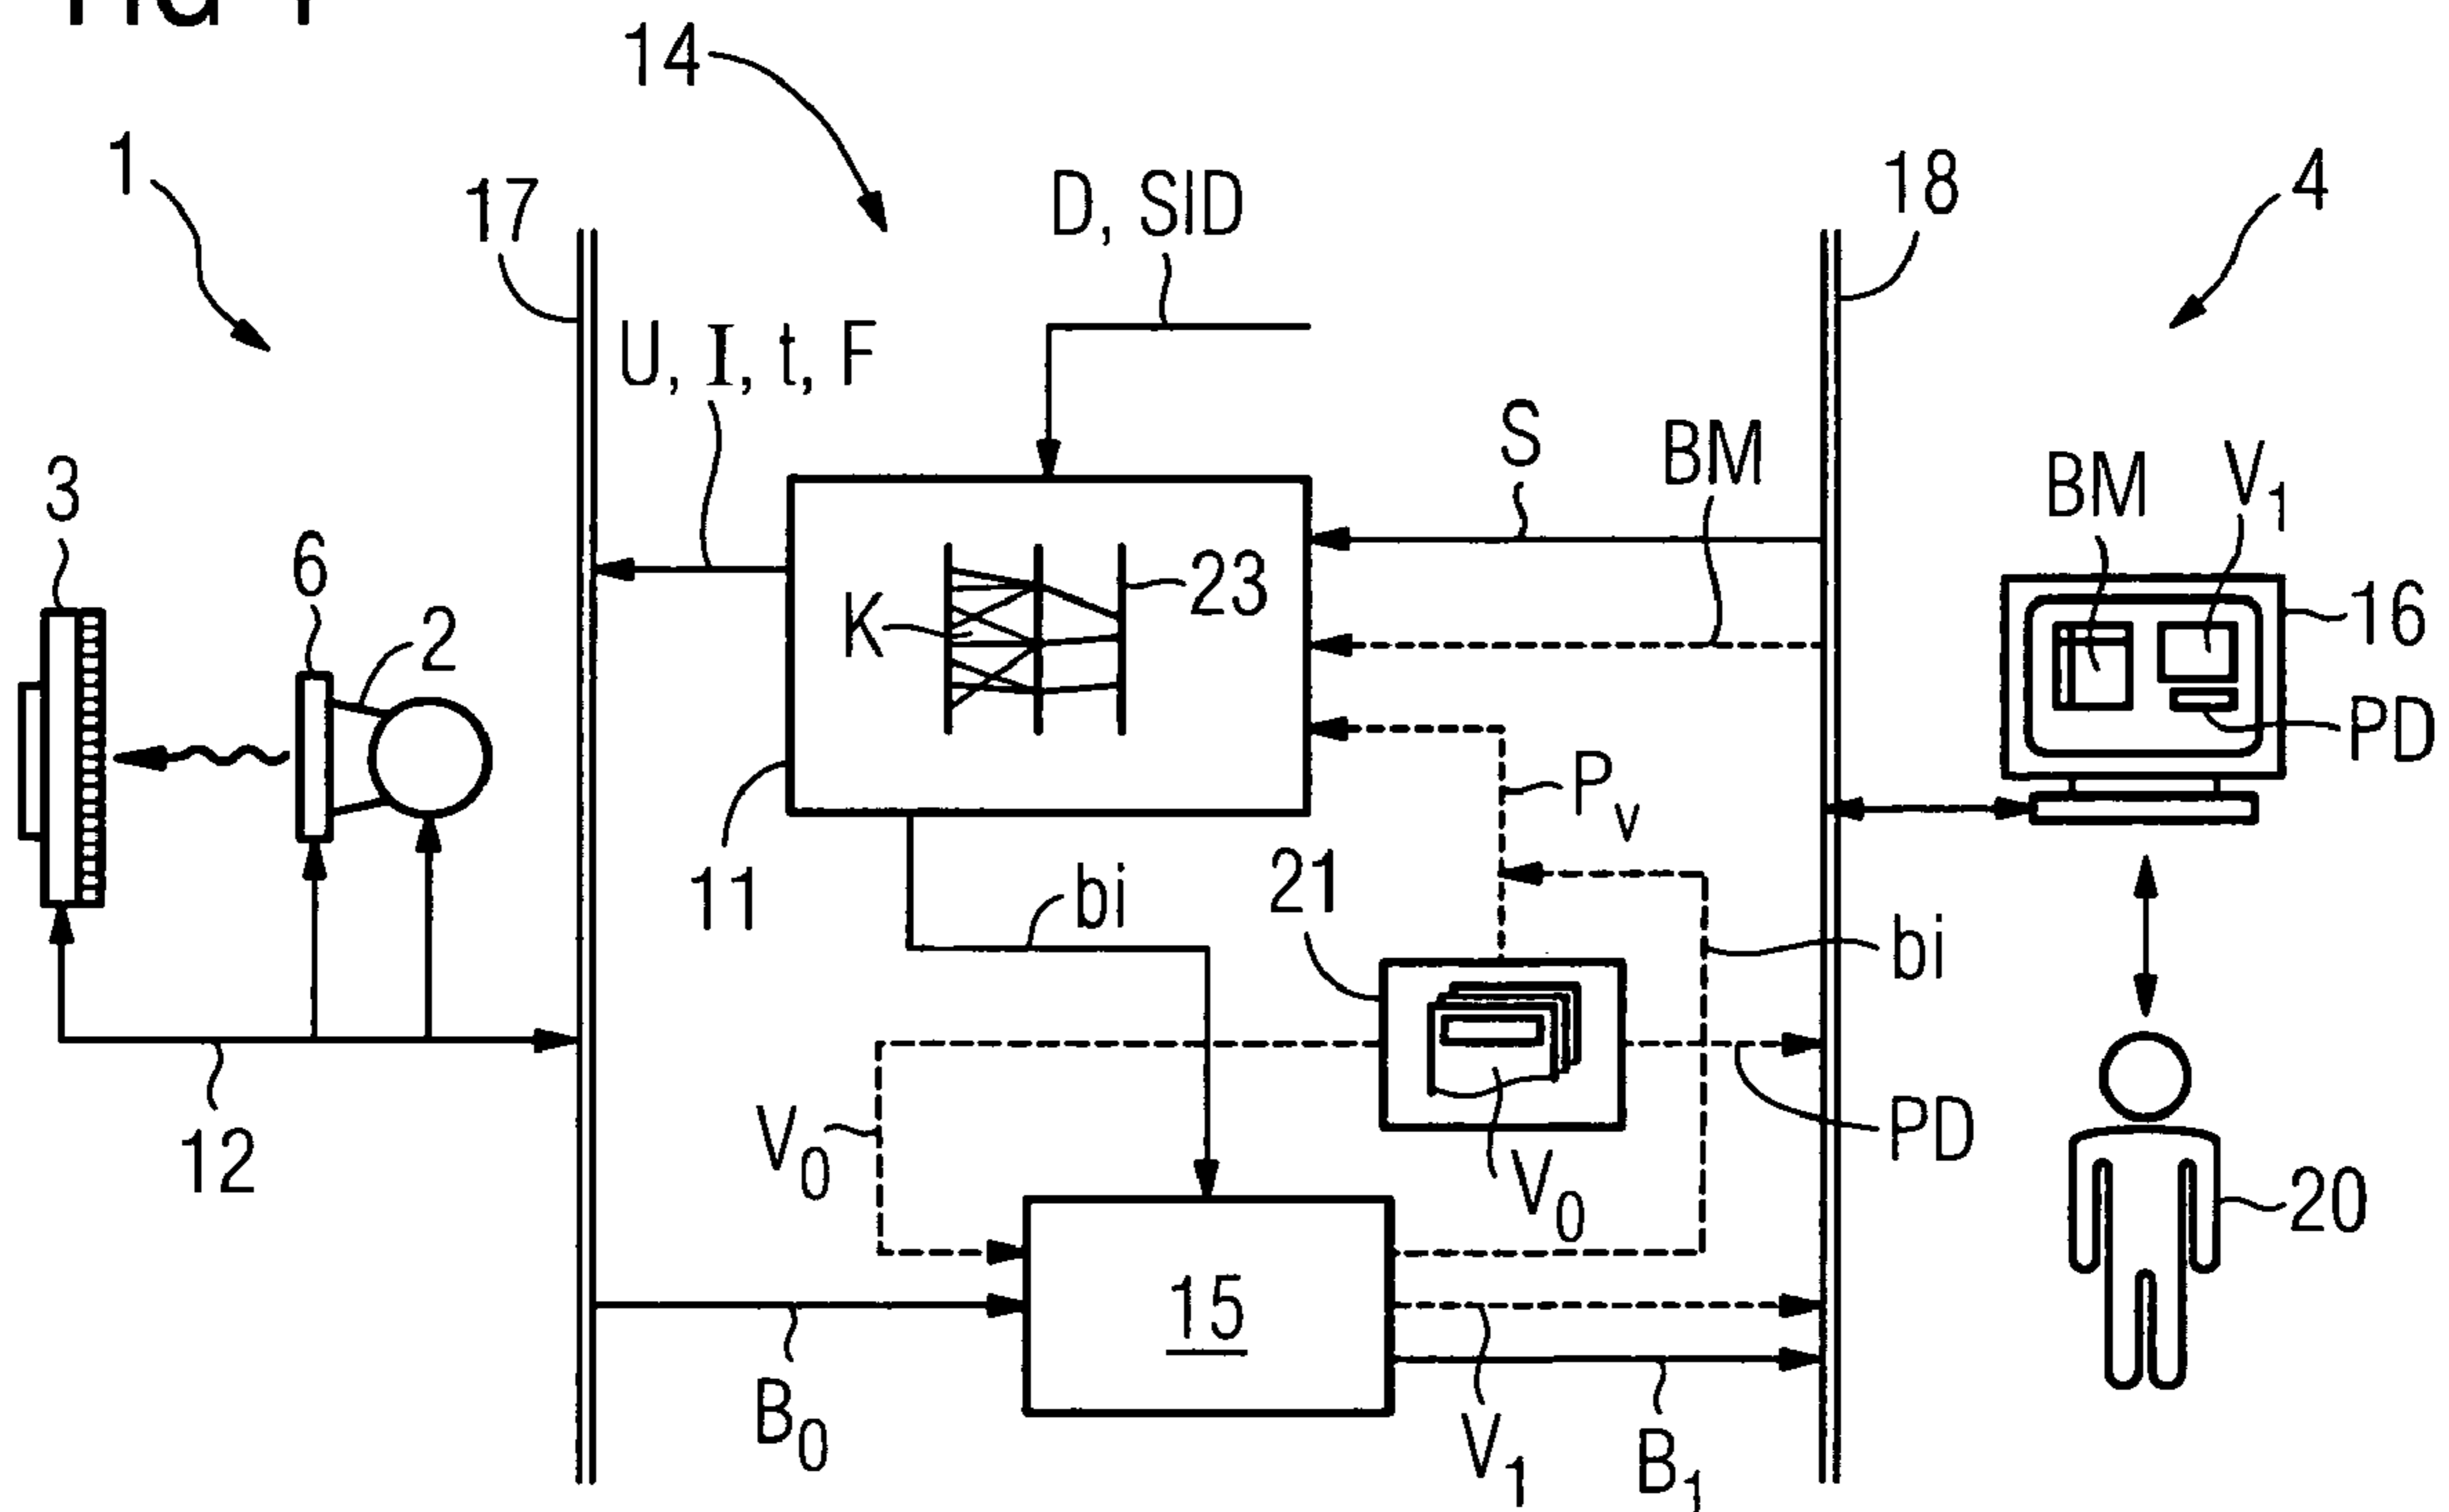 14
1
17
D, SID
18
4
U, I, t, F
S
BM
BM
V1
3
6
2
K
23
16
PD
Pv
11
bi
21
bi
V0
V0
PD
12
20
15
B0
V1
B1